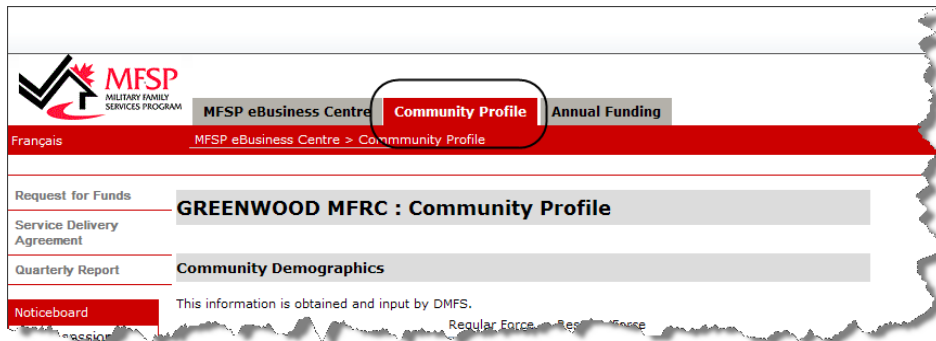 MFSP
MILITARY FAMILY
SERVICES PROGRAM
MFSP eBusiness Centre Community Profile Annual Funding
Français MFSP eBusiness Centre > Commmunity Profile
Request for Funds
Service Delivery
Agreement
Quarterly Report
Noticeboard
GREENWOOD MFRC : Community Profile
Community Demographics
This information is obtained and input by DMFS.
Regular Force